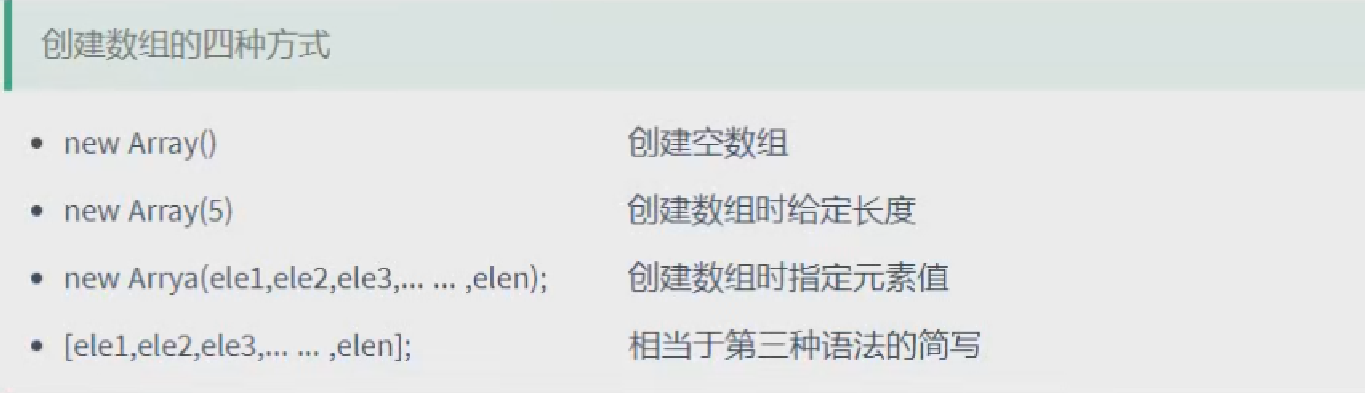 创建数组的四种方式
• new Array() 创建空数组
• new Array(5) 创建数组时给定长度
• new Arrya(ele1,ele2,ele3,... ... ,elen); 创建数组时指定元素值
• [ele1,ele2,ele3,... ... ,elen]; 相当于第三种语法的简写